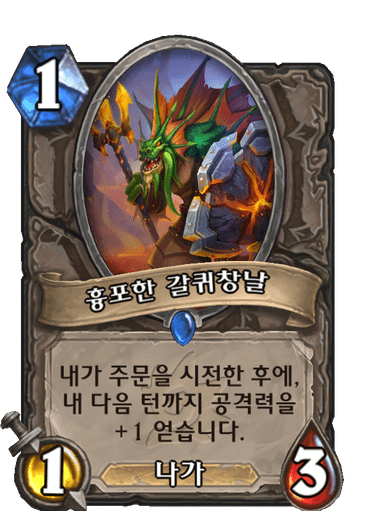 1
흉포한 갈퀴창날
내가 주문을 시전한 후에,
내 다음 턴까지 공격력을
+1 얻습니다.
1
나가
3